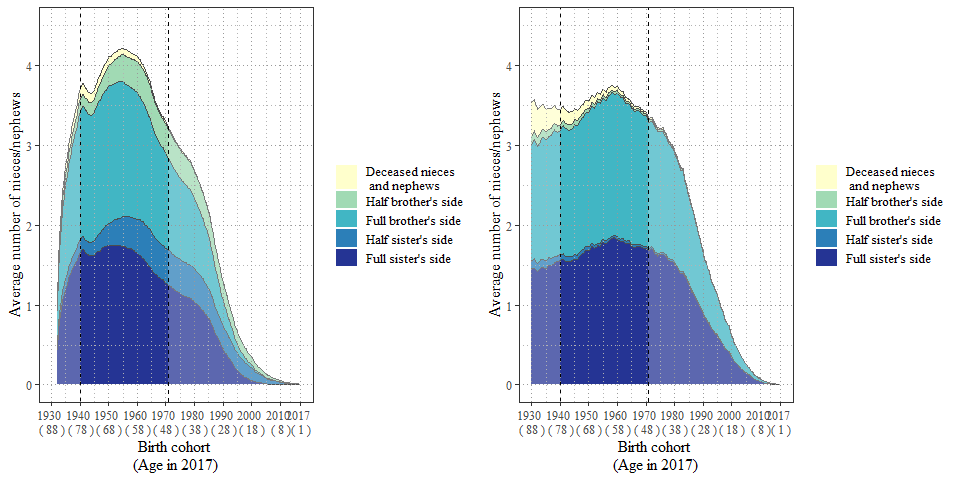 Average number of nieces/nephews
4
3
2
1
0
1930 1940 1950 1960 1970 1980 1990 2000 2010 2017
( 88) ( 78) ( 68) ( 58) ( 48) ( 38) ( 28) ( 18) ( 8) ( 1)
Birth cohort
(Age in 2017)
Deceased nieces
and nephews
Half brother's side
Full brother's side
Half sister's side
Full sister's side
Average number of nieces/nephews
4
3
2
1
0
1930 1940 1950 1960 1970 1980 1990 2000 2010 2017
( 88) ( 78) ( 68) ( 58) ( 48) ( 38) ( 28) ( 18) ( 8) ( 1)
Birth cohort
(Age in 2017)
Deceased nieces
and nephews
Half brother's side
Full brother's side
Half sister's side
Full sister's side